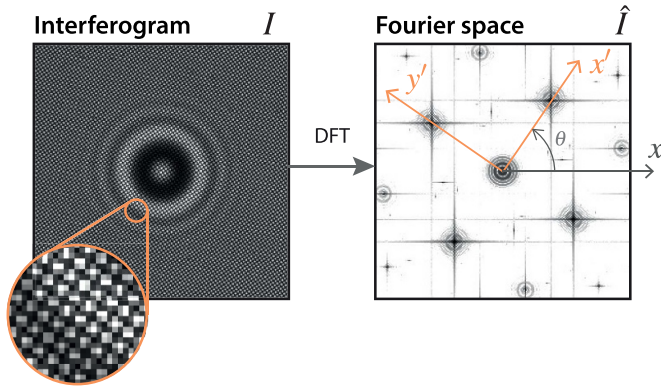 Interferogram I
Fourier space Î
y′
x′
θ
DFT
x